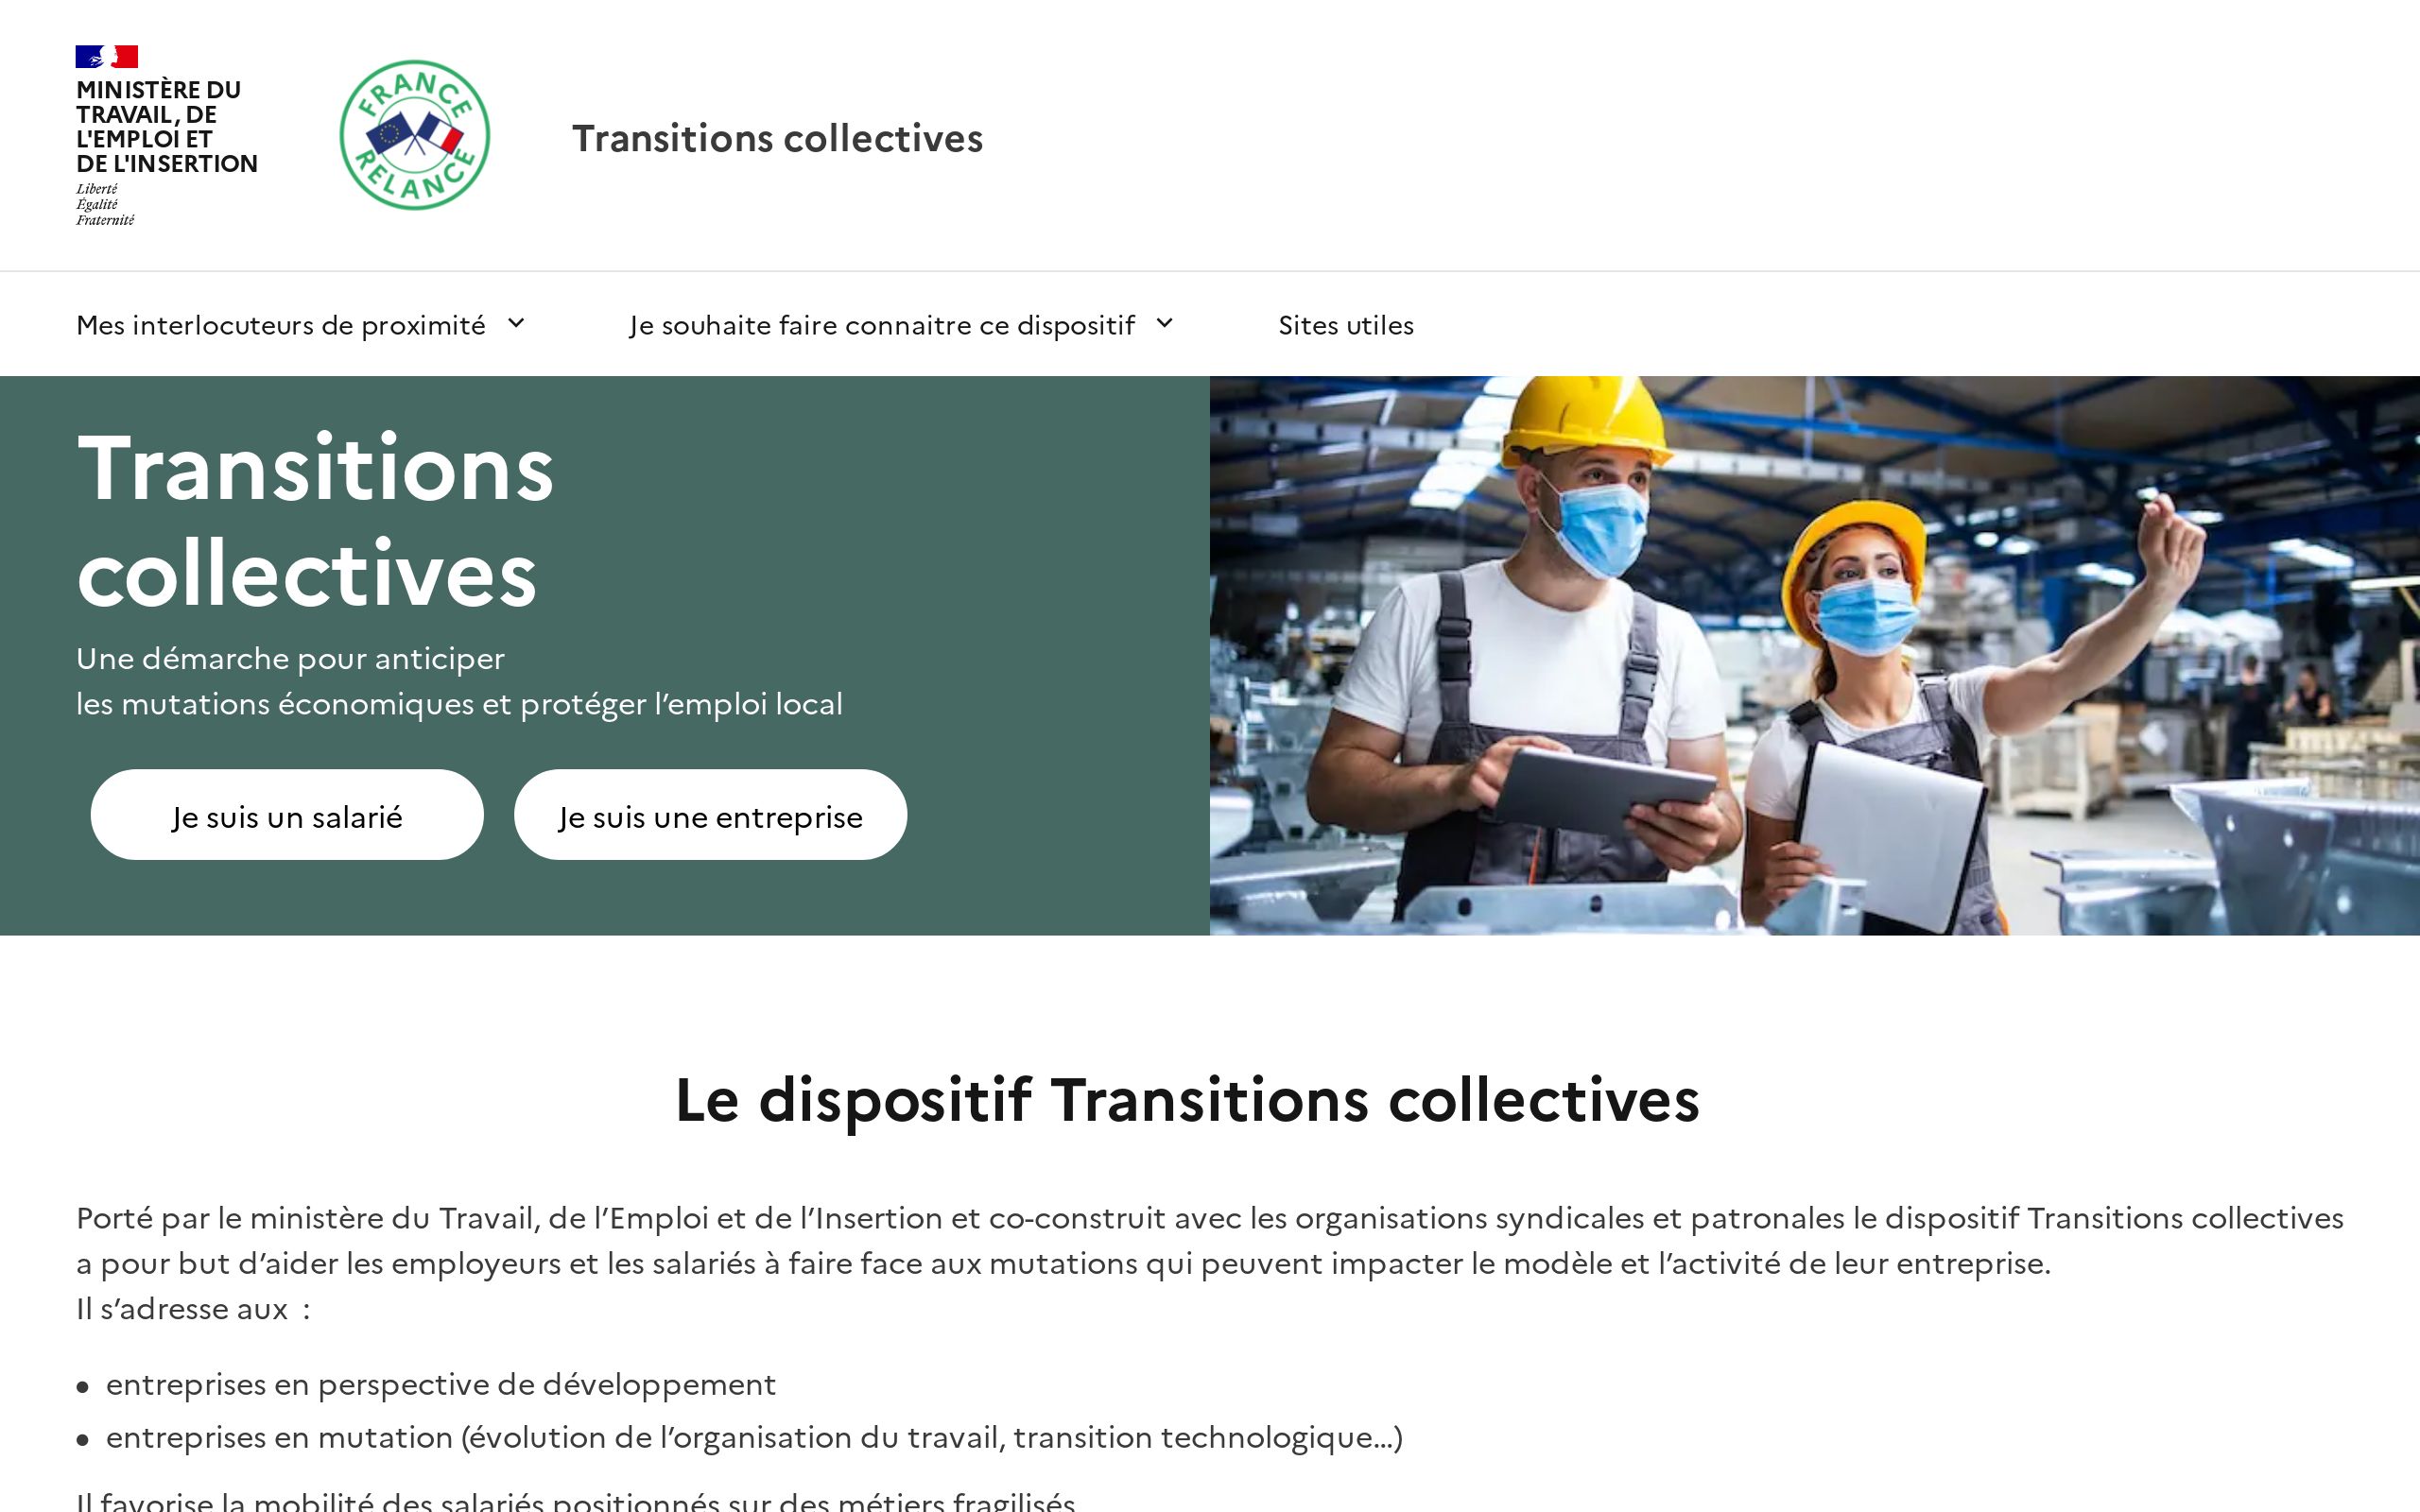 MINISTÈRE DU
TRAVAIL, DE
L'EMPLOI ET
DE L'INSERTION
Liberté
Égalité
Fraternité
FRANCE
RELANCE
Transitions collectives
Mes interlocuteurs de proximité
Je souhaite faire connaitre ce dispositif
Sites utiles
Transitions
collectives
Une démarche pour anticiper
les mutations économiques et protéger l’emploi local
Je suis un salarié
Je suis une entreprise
Le dispositif Transitions collectives
Porté par le ministère du Travail, de l’Emploi et de l’Insertion et co-construit avec les organisations syndicales et patronales le dispositif Transitions collectives
a pour but d’aider les employeurs et les salariés à faire face aux mutations qui peuvent impacter le modèle et l’activité de leur entreprise.
Il s’adresse aux :
• entreprises en perspective de développement
• entreprises en mutation (évolution de l’organisation du travail, transition technologique…)
Il favorise la mobilité des salariés positionnés sur des métiers fragilisés